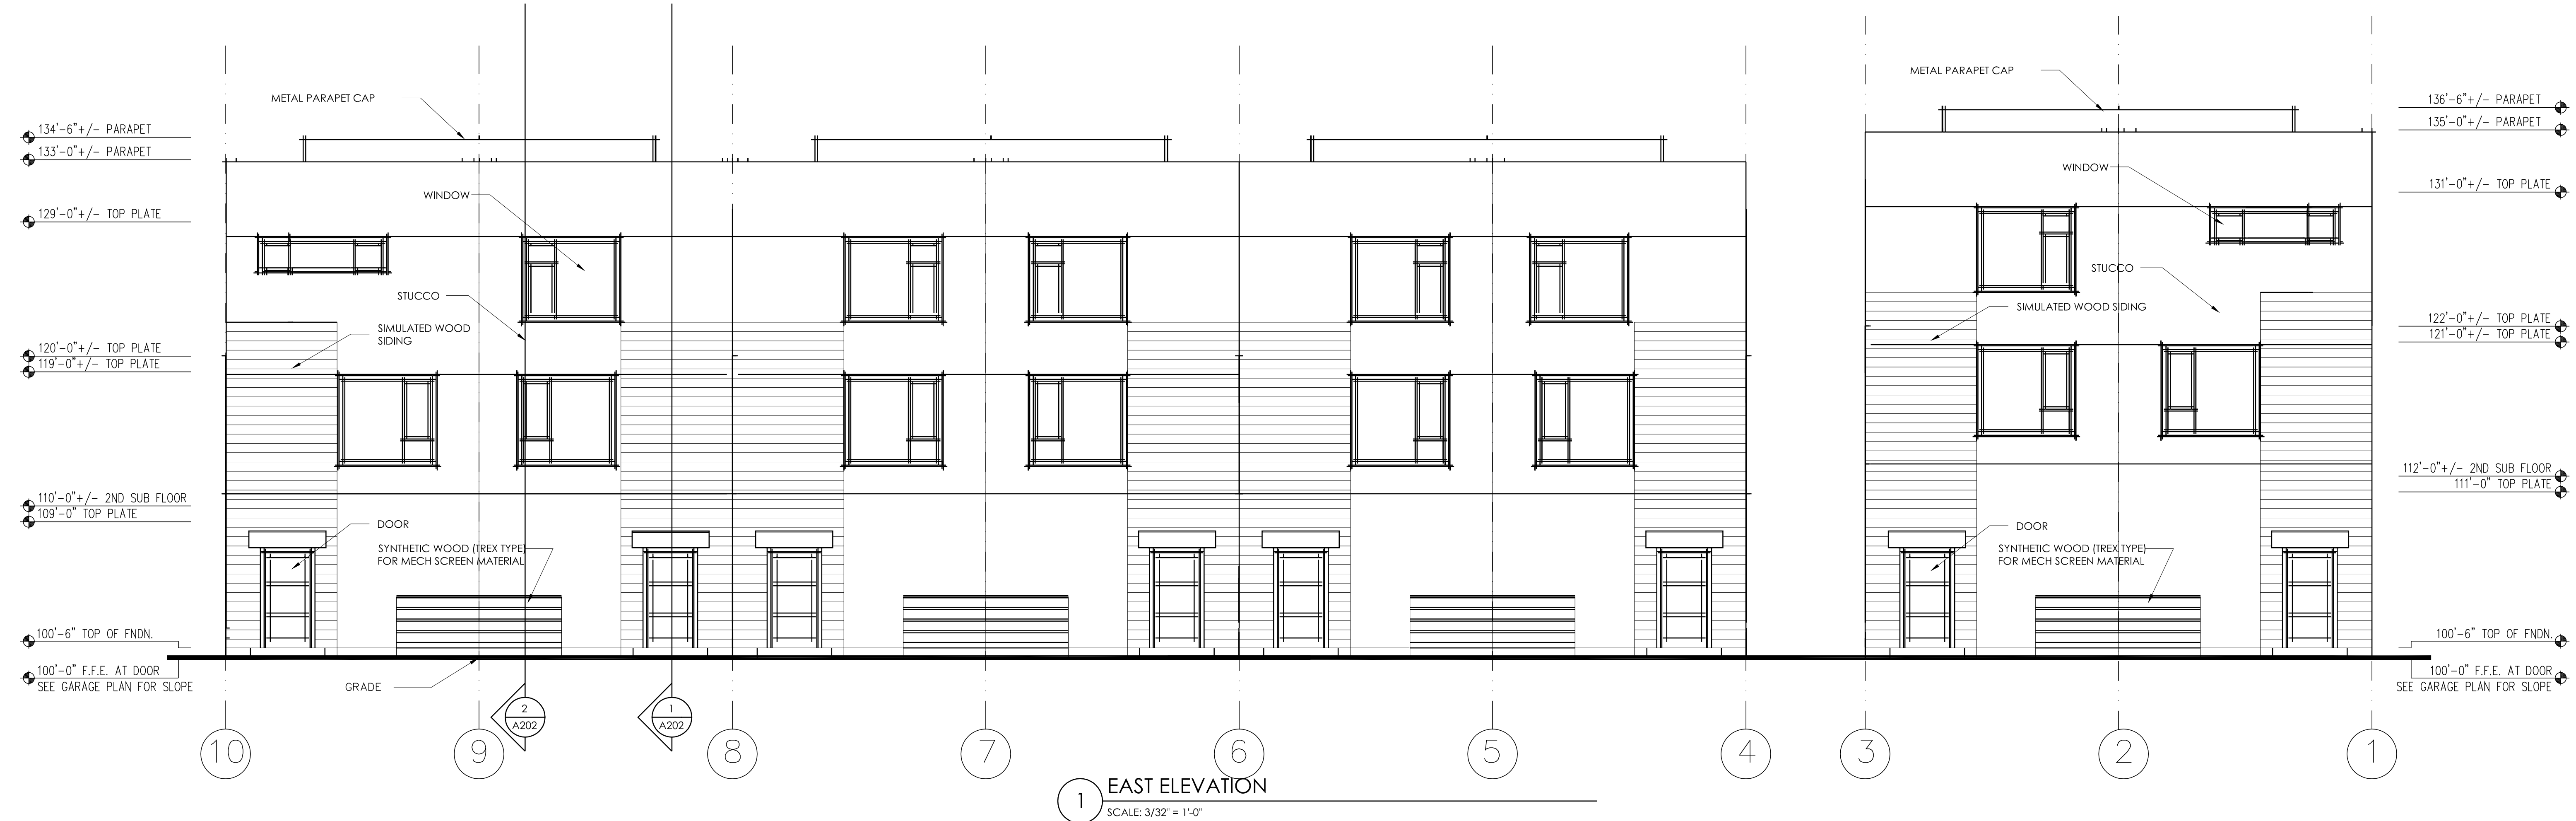 METAL PARAPET CAP
METAL PARAPET CAP
134'-6"+/- PARAPET
133'-0"+/- PARAPET
136'-6"+/- PARAPET
135'-0"+/- PARAPET
WINDOW
WINDOW
129'-0"+/- TOP PLATE
131'-0"+/- TOP PLATE
STUCCO
STUCCO
SIMULATED WOOD
SIDING
SIMULATED WOOD SIDING
120'-0"+/- TOP PLATE
119'-0"+/- TOP PLATE
122'-0"+/- TOP PLATE
121'-0"+/- TOP PLATE
110'-0"+/- 2ND SUB FLOOR
109'-0" TOP PLATE
112'-0"+/- 2ND SUB FLOOR
111'-0" TOP PLATE
DOOR
SYNTHETIC WOOD (TREX TYPE)
FOR MECH SCREEN MATERIAL
DOOR
SYNTHETIC WOOD (TREX TYPE)
FOR MECH SCREEN MATERIAL
100'-6" TOP OF FNDN.
100'-0" F.F.E. AT DOOR
SEE GARAGE PLAN FOR SLOPE
100'-6" TOP OF FNDN.
100'-0" F.F.E. AT DOOR
SEE GARAGE PLAN FOR SLOPE
GRADE
2
A202
1
A202
10
9
8
7
6
5
4
3
2
1
1
EAST ELEVATION
SCALE: 3/32" = 1'-0"